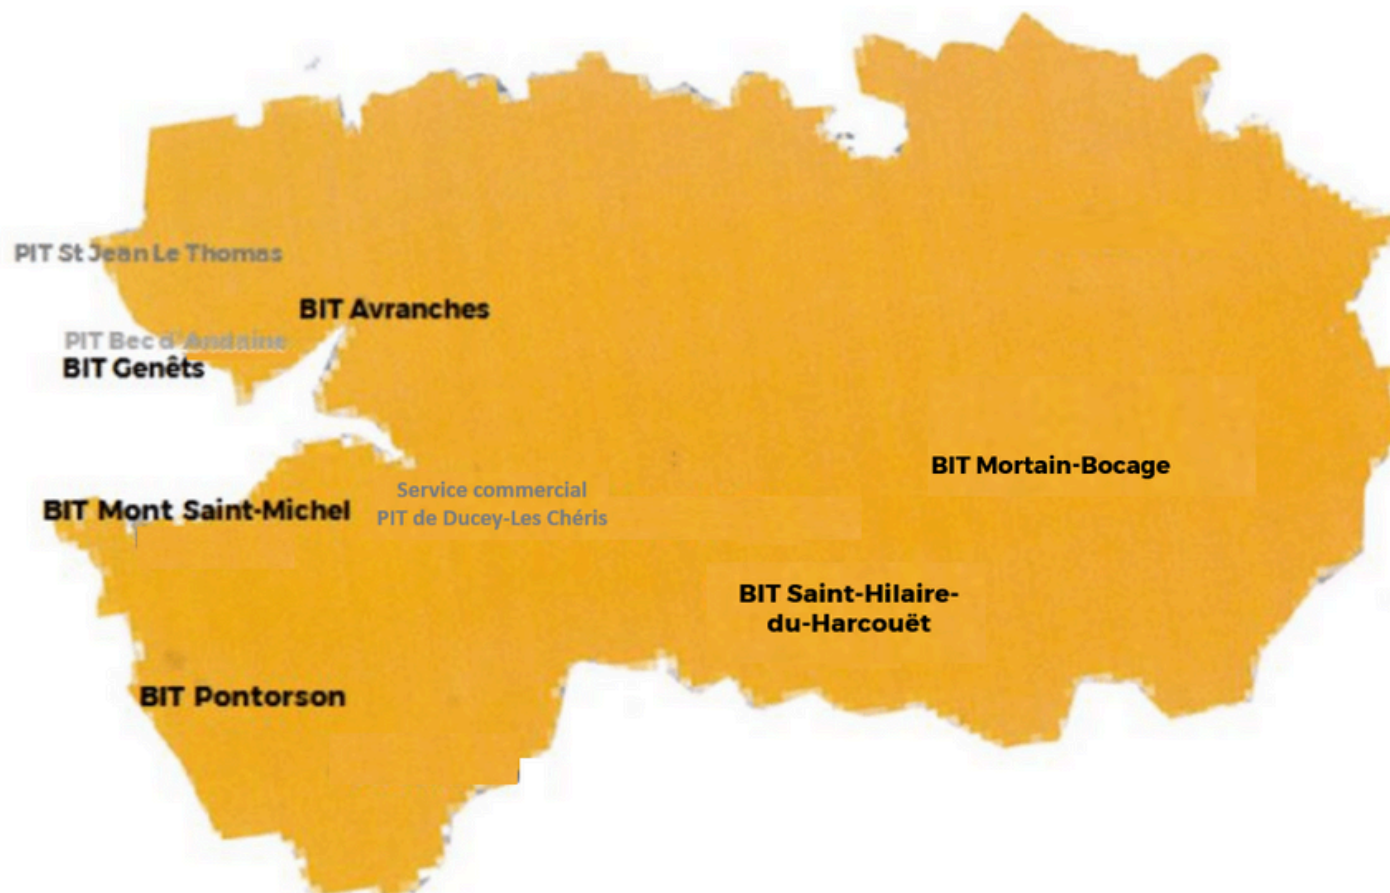 PIT St Jean Le Thomas
BIT Avranches
PIT Bec d'Andaine
BIT Genêts
BIT Mortain-Bocage
Service commercial
PIT de Ducey-Les Chéris
BIT Mont Saint-Michel
BIT Saint-Hilaire-
du-Harcouët
BIT Pontorson